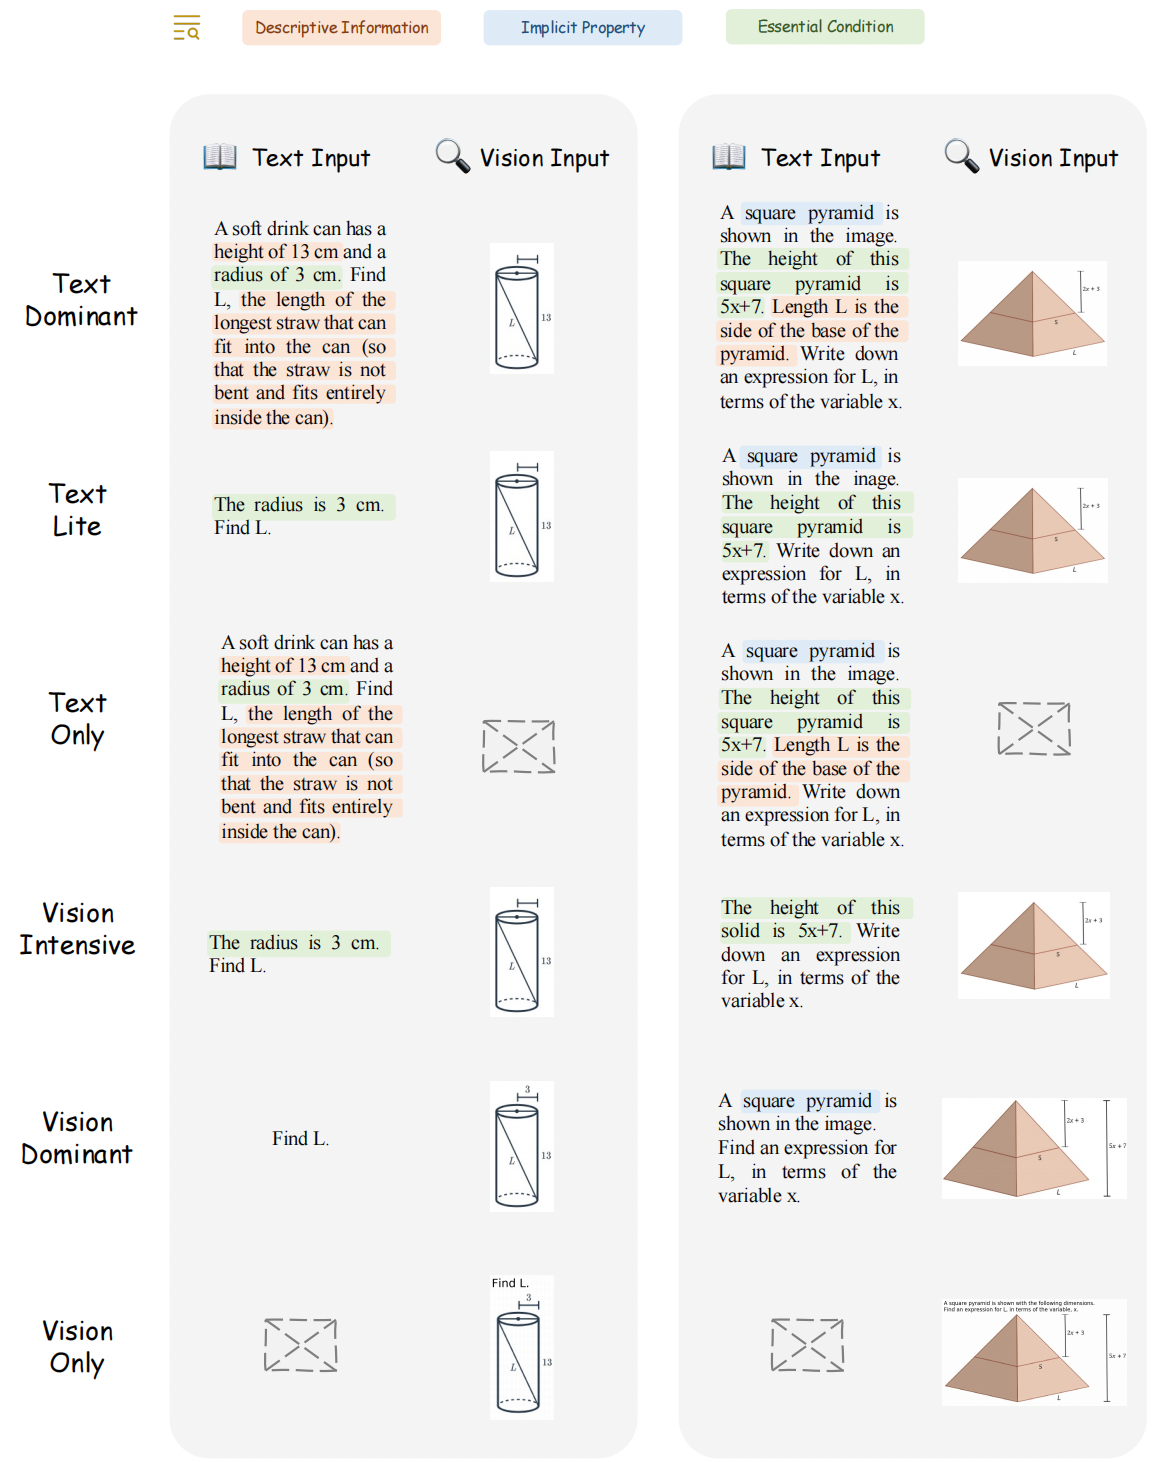 Descriptive Information
Implicit Property
Essential Condition
Text Input
Vision Input
Text Input
Vision Input
Text
Dominant
A soft drink can has a
height of 13 cm and a
radius of 3 cm. Find
L, the length of the
longest straw that can
fit into the can (so
that the straw is not
bent and fits entirely
inside the can).
L
13
A square pyramid is
shown in the image.
The height of this
square pyramid is
5x+7. Length L is the
side of the base of the
pyramid. Write down
an expression for L, in
terms of the variable x.
2x + 3
s
L
Text
Lite
The radius is 3 cm.
Find L.
L
13
A square pyramid is
shown in the inage.
The height of this
square pyramid is
5x+7. Write down an
expression for L, in
terms of the variable x.
2x + 3
s
L
Text
Only
A soft drink can has a
height of 13 cm and a
radius of 3 cm. Find
L, the length of the
longest straw that can
fit into the can (so
that the straw is not
bent and fits entirely
inside the can).
A square pyramid is
shown in the image.
The height of this
square pyramid is
5x+7. Length L is the
side of the base of the
pyramid. Write down
an expression for L, in
terms of the variable x.
Vision
Intensive
The radius is 3 cm.
Find L.
L
13
The height of this
solid is 5x+7. Write
down an expression
for L, in terms of the
variable x.
2x + 3
s
L
Vision
Dominant
Find L.
3
L
13
A square pyramid is
shown in the image.
Find an expression for
L, in terms of the
variable x.
2x + 3
5x + 7
s
L
Vision
Only
Find L.
3
L
13
A square pyramid is shown with the following dimensions.
Find an expression for L, in terms of the variable, x.
2x + 3
5x + 7
s
L